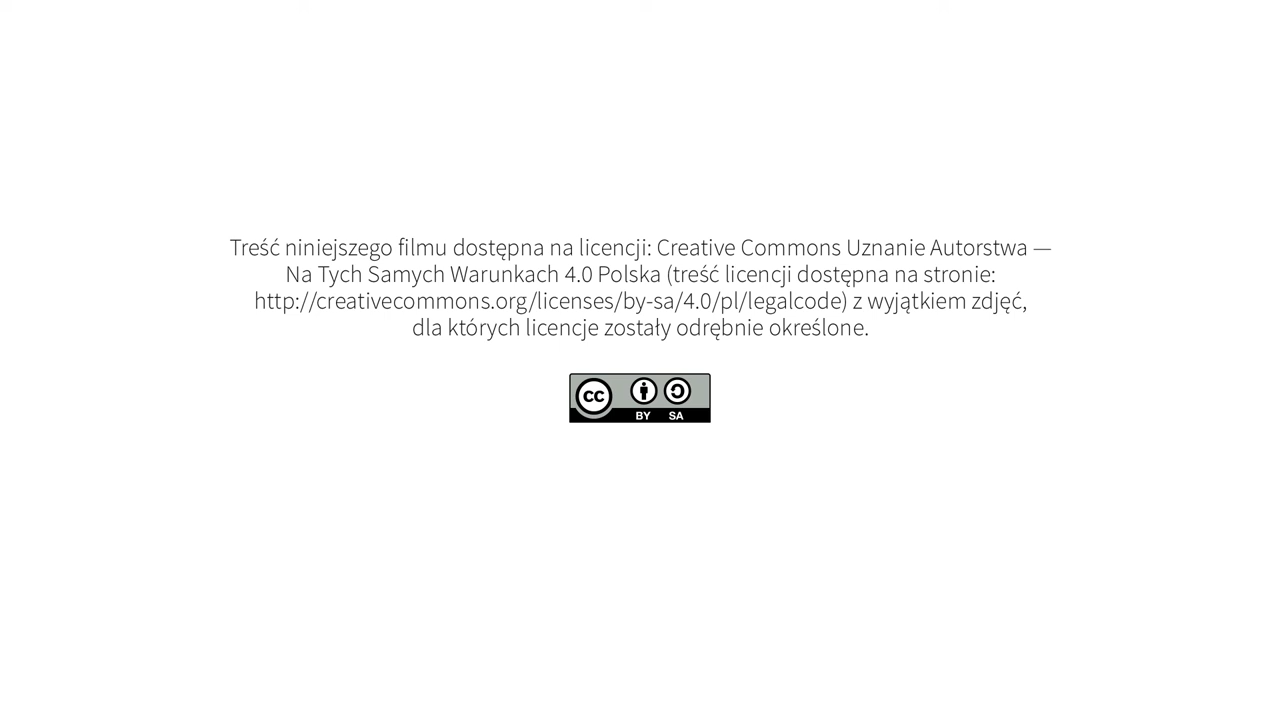 Treść niniejszego filmu dostępna na licencji: Creative Commons Uznanie Autorstwa —
Na Tych Samych Warunkach 4.0 Polska (treść licencji dostępna na stronie:
http://creativecommons.org/licenses/by-sa/4.0/pl/legalcode) z wyjątkiem zdjęć,
dla których licencje zostały odrębnie określone.
cc
BY SA